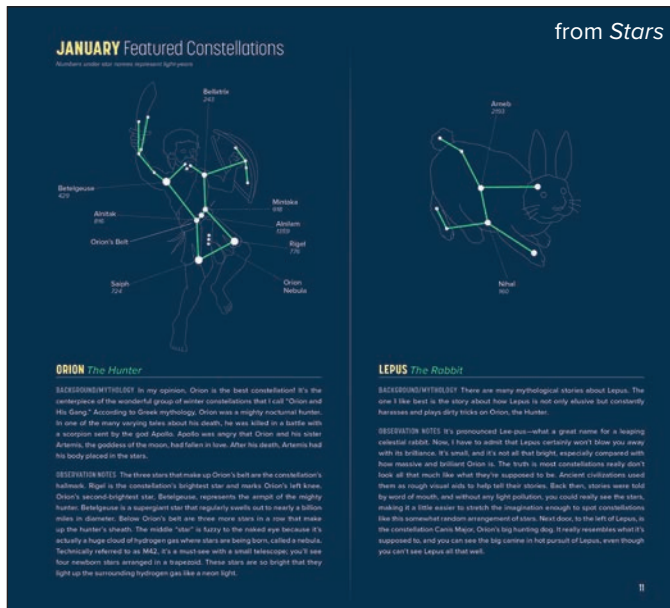 from Stars
JANUARY Featured Constellations
Numbers under star names represent light-years
Bellatrix
243
Betelgeuse
429
Alnitak
816
Orion's Belt
Saiph
724
Mintaka
916
Alnilam
1359
Rigel
776
Orion
Nebula
Arneb
2193
Nihal
160
ORION The Hunter
BACKGROUND/MYTHOLOGY In my opinion, Orion is the best constellation! It's the
centerpiece of the wonderful group of winter constellations that I call "Orion and
His Gang." According to Greek mythology, Orion was a mighty nocturnal hunter.
In one of the many varying tales about his death, he was killed in a battle with
a scorpion sent by the god Apollo. Apollo was angry that Orion and his sister
Artemis, the goddess of the moon, had fallen in love. After his death, Artemis had
his body placed in the stars.
OBSERVATION NOTES The three stars that make up Orion's belt are the constellation's
hallmark. Rigel is the constellation's brightest star and marks Orion's left knee.
Orion's second-brightest star, Betelgeuse, represents the armpit of the mighty
hunter. Betelgeuse is a supergiant star that regularly swells out to nearly a billion
miles in diameter. Below Orion's belt are three more stars in a row that make
up the hunter's sheath. The middle "star" is fuzzy to the naked eye because it's
actually a huge cloud of hydrogen gas where stars are being born, called a nebula.
Technically referred to as M42, it's a must-see with a small telescope; you'll see
four newborn stars arranged in a trapezoid. These stars are so bright that they
light up the surrounding hydrogen gas like a neon light.
LEPUS The Rabbit
BACKGROUND/MYTHOLOGY There are many mythological stories about Lepus. The
one I like best is the story about how Lepus is not only elusive but constantly
harasses and plays dirty tricks on Orion, the Hunter.
OBSERVATION NOTES It's pronounced Lee-pus—what a great name for a leaping
celestial rabbit. Now, I have to admit that Lepus certainly won't blow you away
with its brilliance. It's small, and it's not all that bright, especially compared with
how massive and brilliant Orion is. The truth is most constellations really don't
look all that much like what they're supposed to be. Ancient civilizations used
them as rough visual aids to help tell their stories. Back then, stories were told
by word of mouth, and without any light pollution, you could really see the stars,
making it a little easier to stretch the imagination enough to spot constellations
like this somewhat random arrangement of stars. Next door, to the left of Lepus, is
the constellation Canis Major, Orion's big hunting dog. It really resembles what it's
supposed to, and you can see the big canine in hot pursuit of Lepus, even though
you can't see Lepus all that well.
11